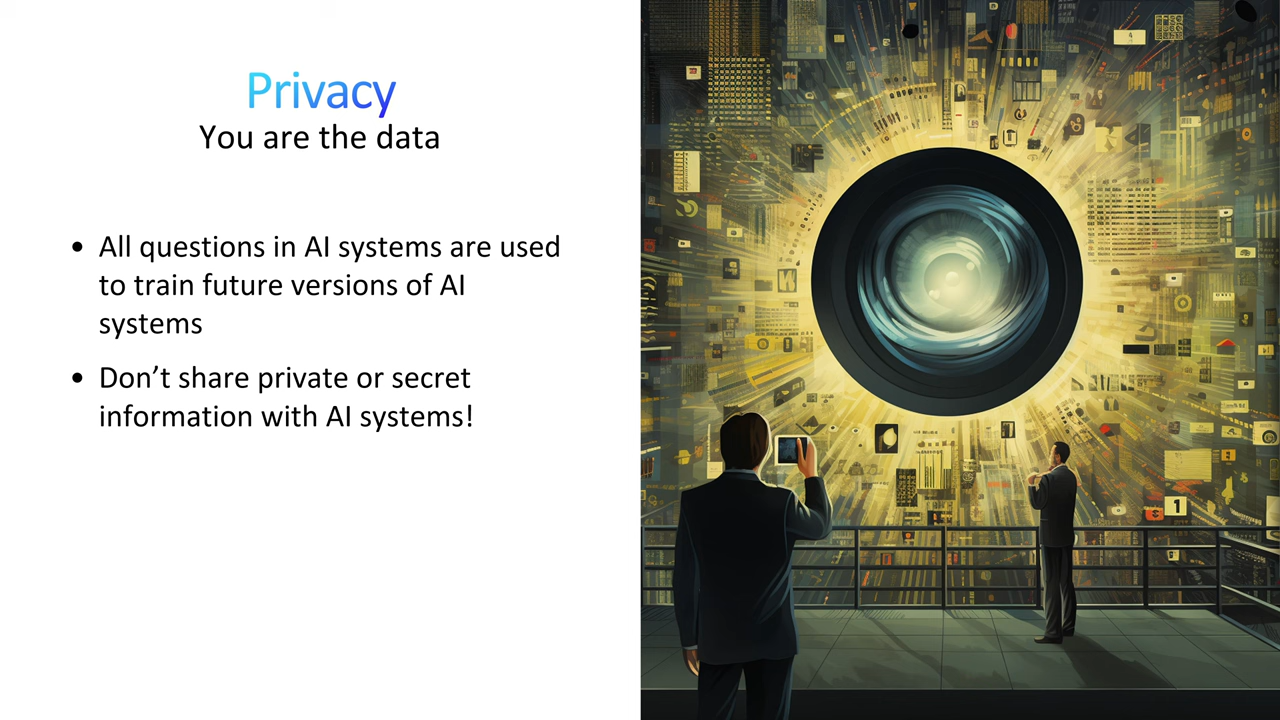 Privacy
You are the data
• All questions in AI systems are used
to train future versions of AI
systems
• Don’t share private or secret
information with AI systems!
1